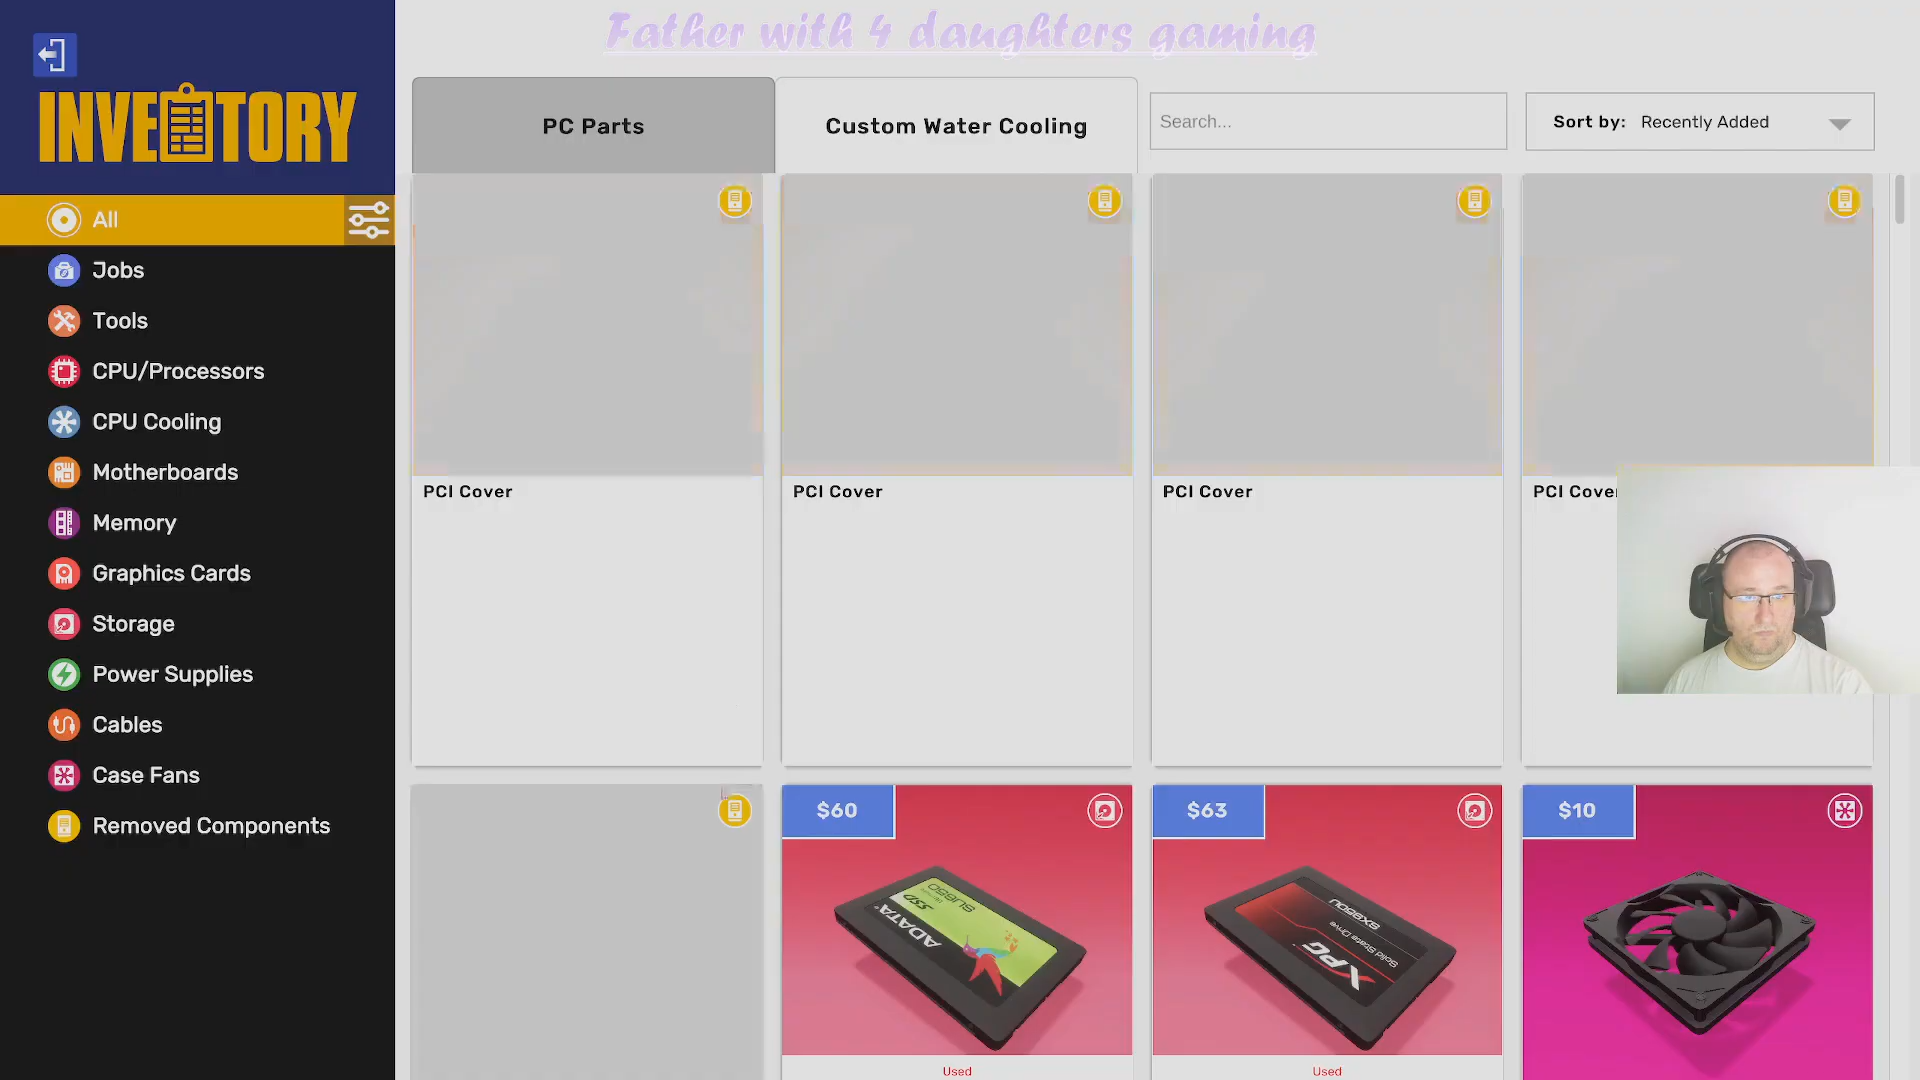 Father with 4 daughters gaming
INVENTORY
PC Parts
Custom Water Cooling
Search...
Sort by: Recently Added
All
Jobs
Tools
CPU/Processors
CPU Cooling
Motherboards
Memory
Graphics Cards
Storage
Power Supplies
Cables
Case Fans
Removed Components
PCI Cover
PCI Cover
PCI Cover
PCI Cover
$60
$63
$10
ADATA
SSD
SU650
XPG
Solid State Drive
SX950U
Used
Used